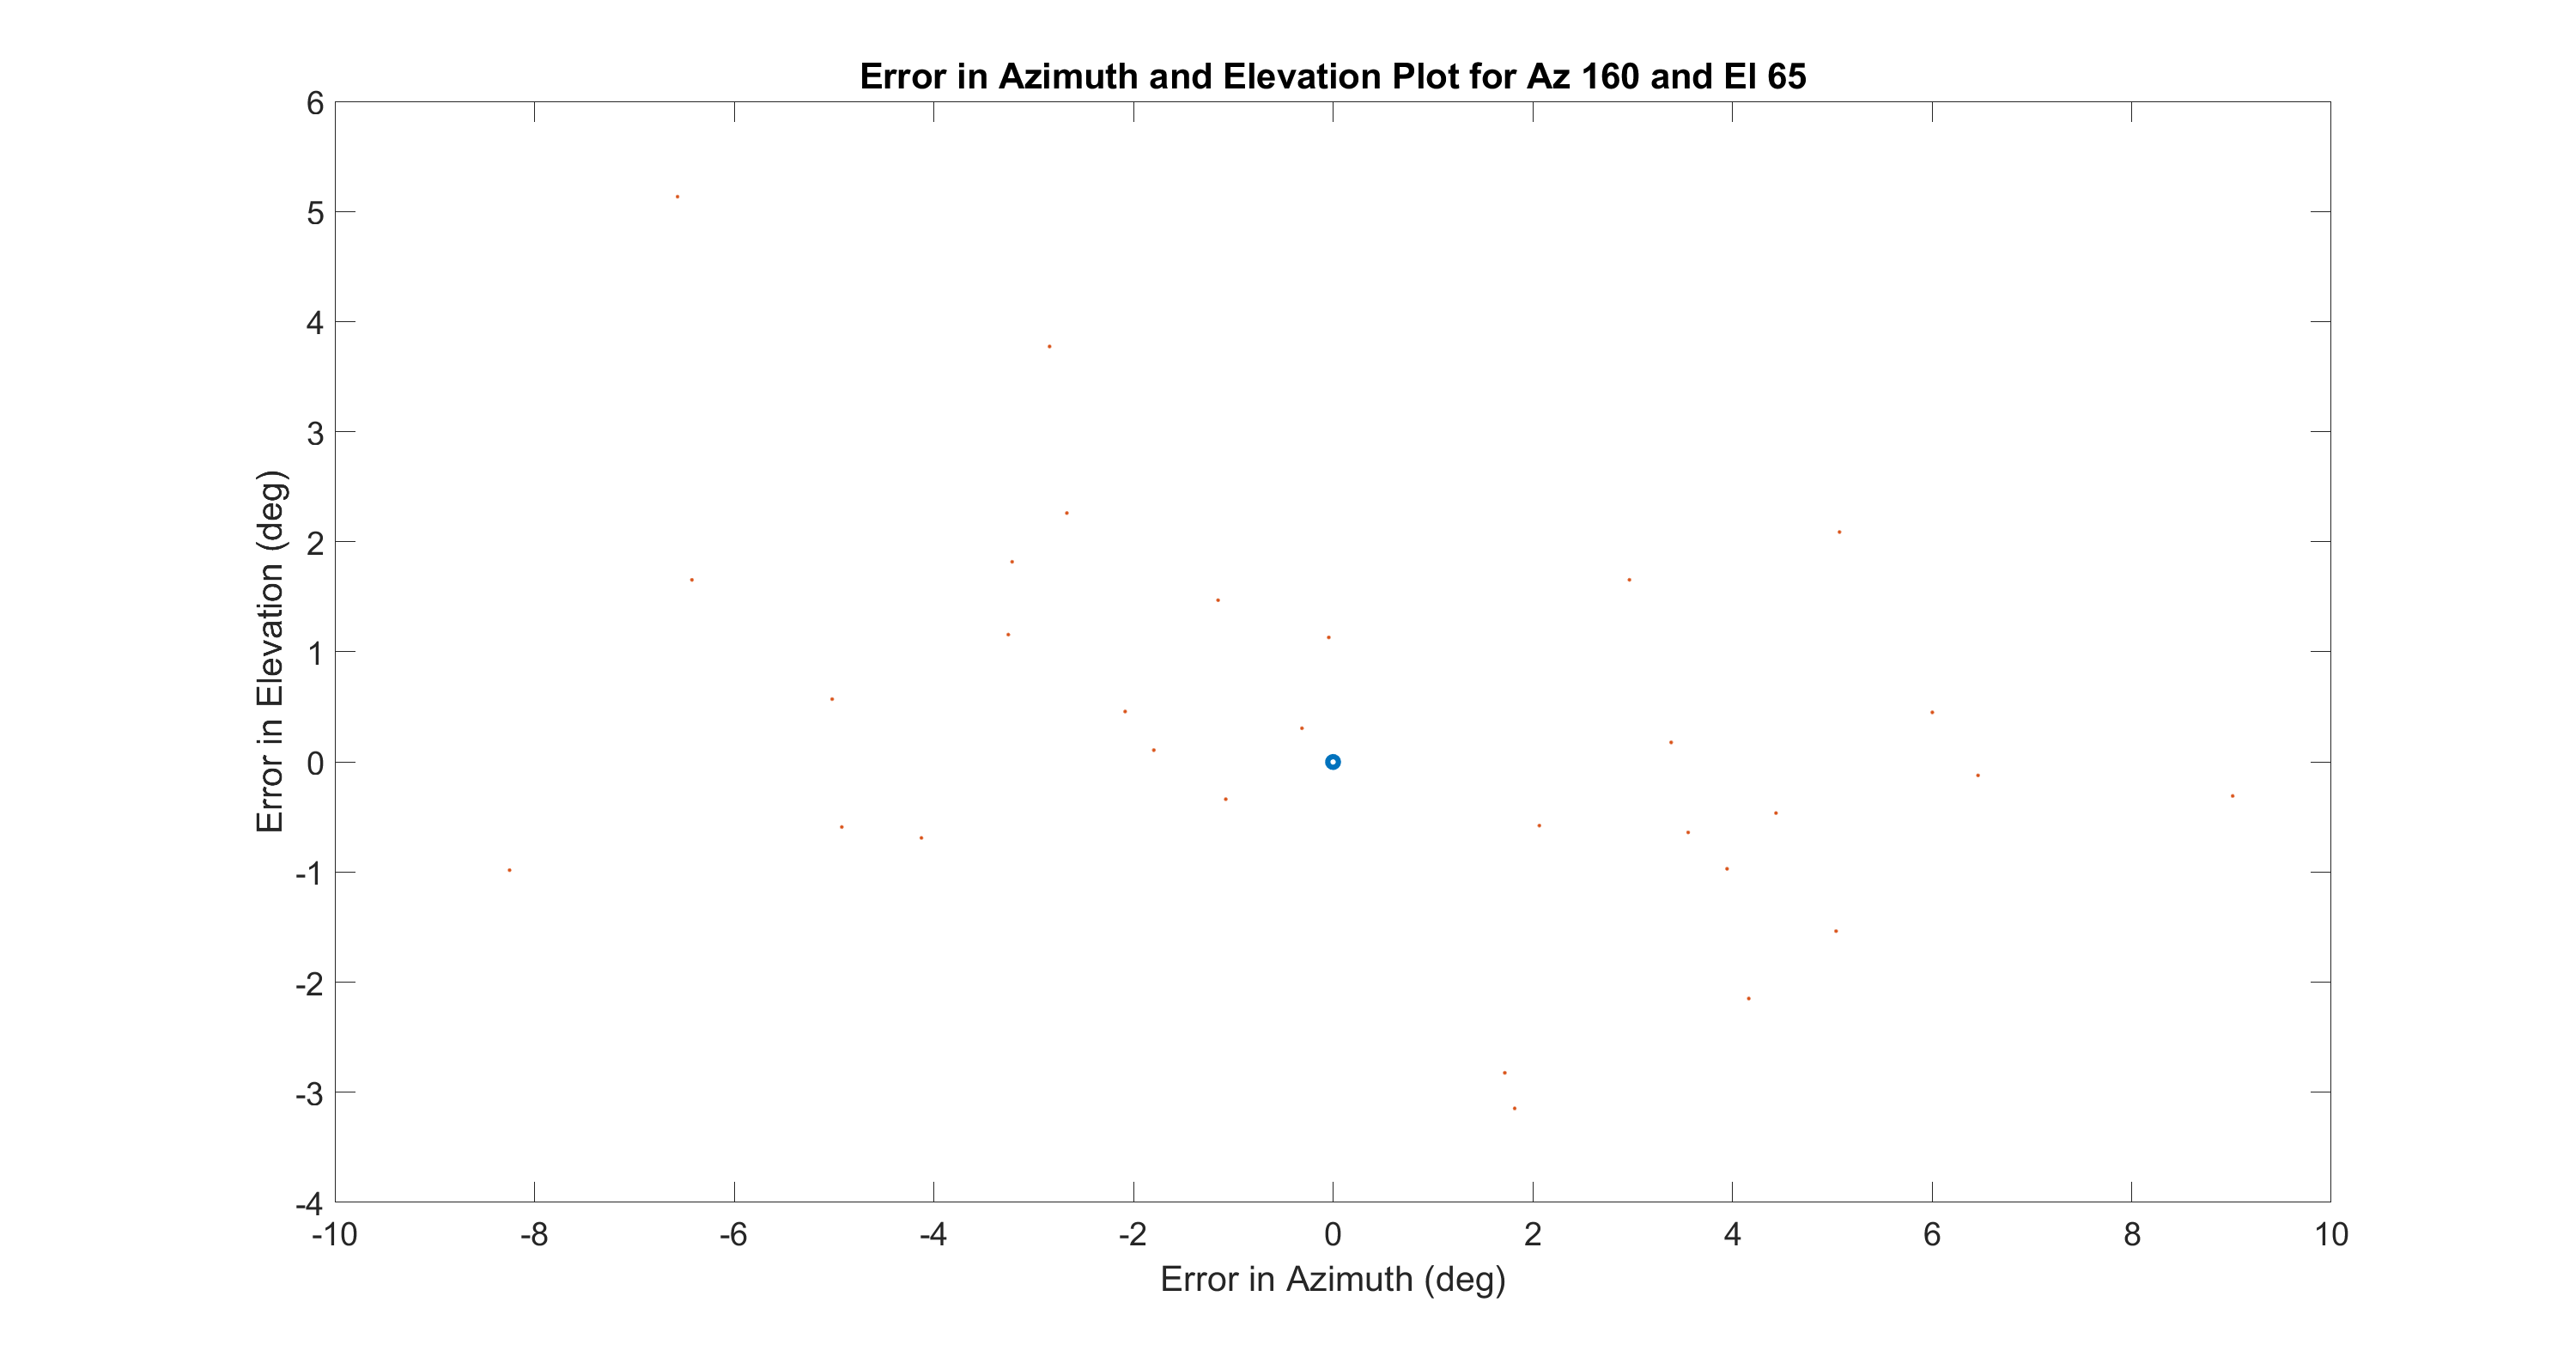 Error in Azimuth and Elevation Plot for Az 160 and El 65
6
5
4
3
2
1
0
-1
-2
-3
-4
Error in Elevation (deg)
-10 -8 -6 -4 -2 0 2 4 6 8 10
Error in Azimuth (deg)